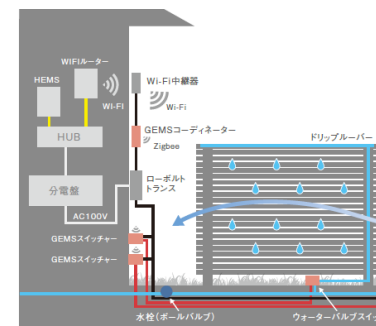 WIFIルーター
HEMS
Wi-Fi
Wi-Fi中継器
Wi-Fi
GEMSコーディネーター
Zigbee
HUB
ドリップルーバー
分電盤
ローボルト
トランス
AC100V
GEMSスイッチャー
GEMSスイッチャー
水栓(ボールバルブ)
ウォーターバルブスイ